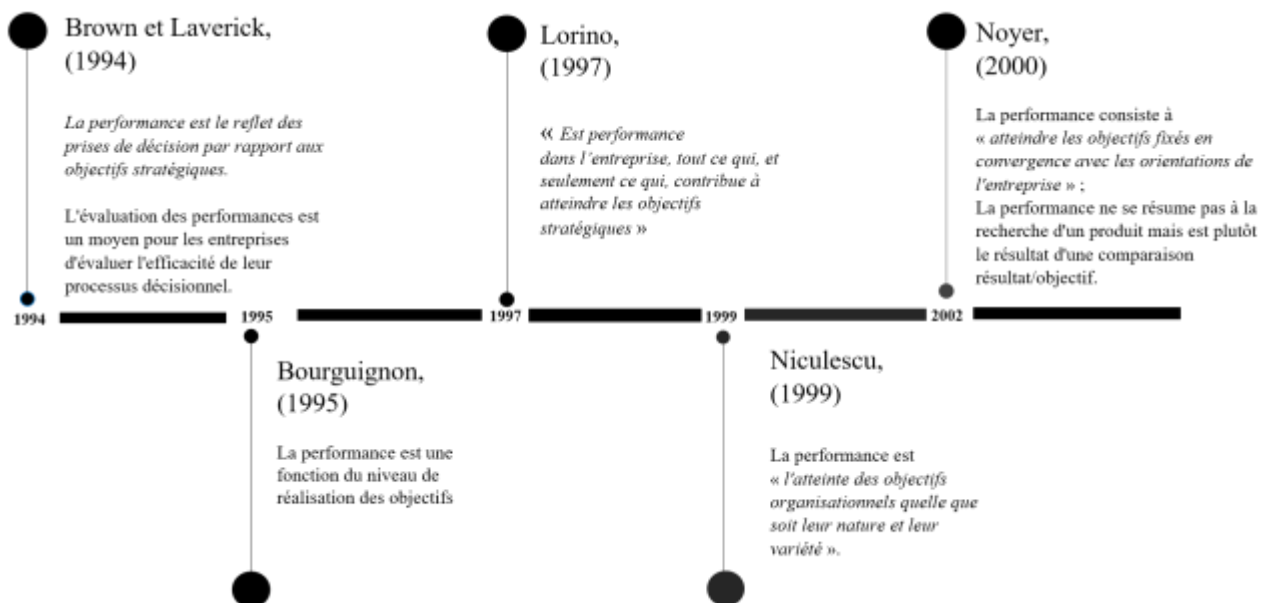 Brown et Laverick,
(1994)
La performance est le reflet des
prises de décision par rapport aux
objectifs stratégiques.
L'évaluation des performances est
un moyen pour les entreprises
d'évaluer l'efficacité de leur
processus décisionnel.
Lorino,
(1997)
« Est performance
dans l'entreprise, tout ce qui, et
seulement ce qui, contribue à
atteindre les objectifs
stratégiques »
Noyer,
(2000)
La performance consiste à
« atteindre les objectifs fixés en
convergence avec les orientations de
l'entreprise » ;
La performance ne se résume pas à la
recherche d'un produit mais est plutôt
le résultat d'une comparaison
résultat/objectif.
1994
1995
1997
1999
2002
Bourguignon,
(1995)
La performance est une
fonction du niveau de
réalisation des objectifs
Niculescu,
(1999)
La performance est
« l'atteinte des objectifs
organisationnels quelle que
soit leur nature et leur
variété ».